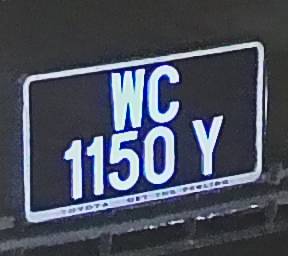 WC
1150 Y
TOYOTA GET THE FEELING